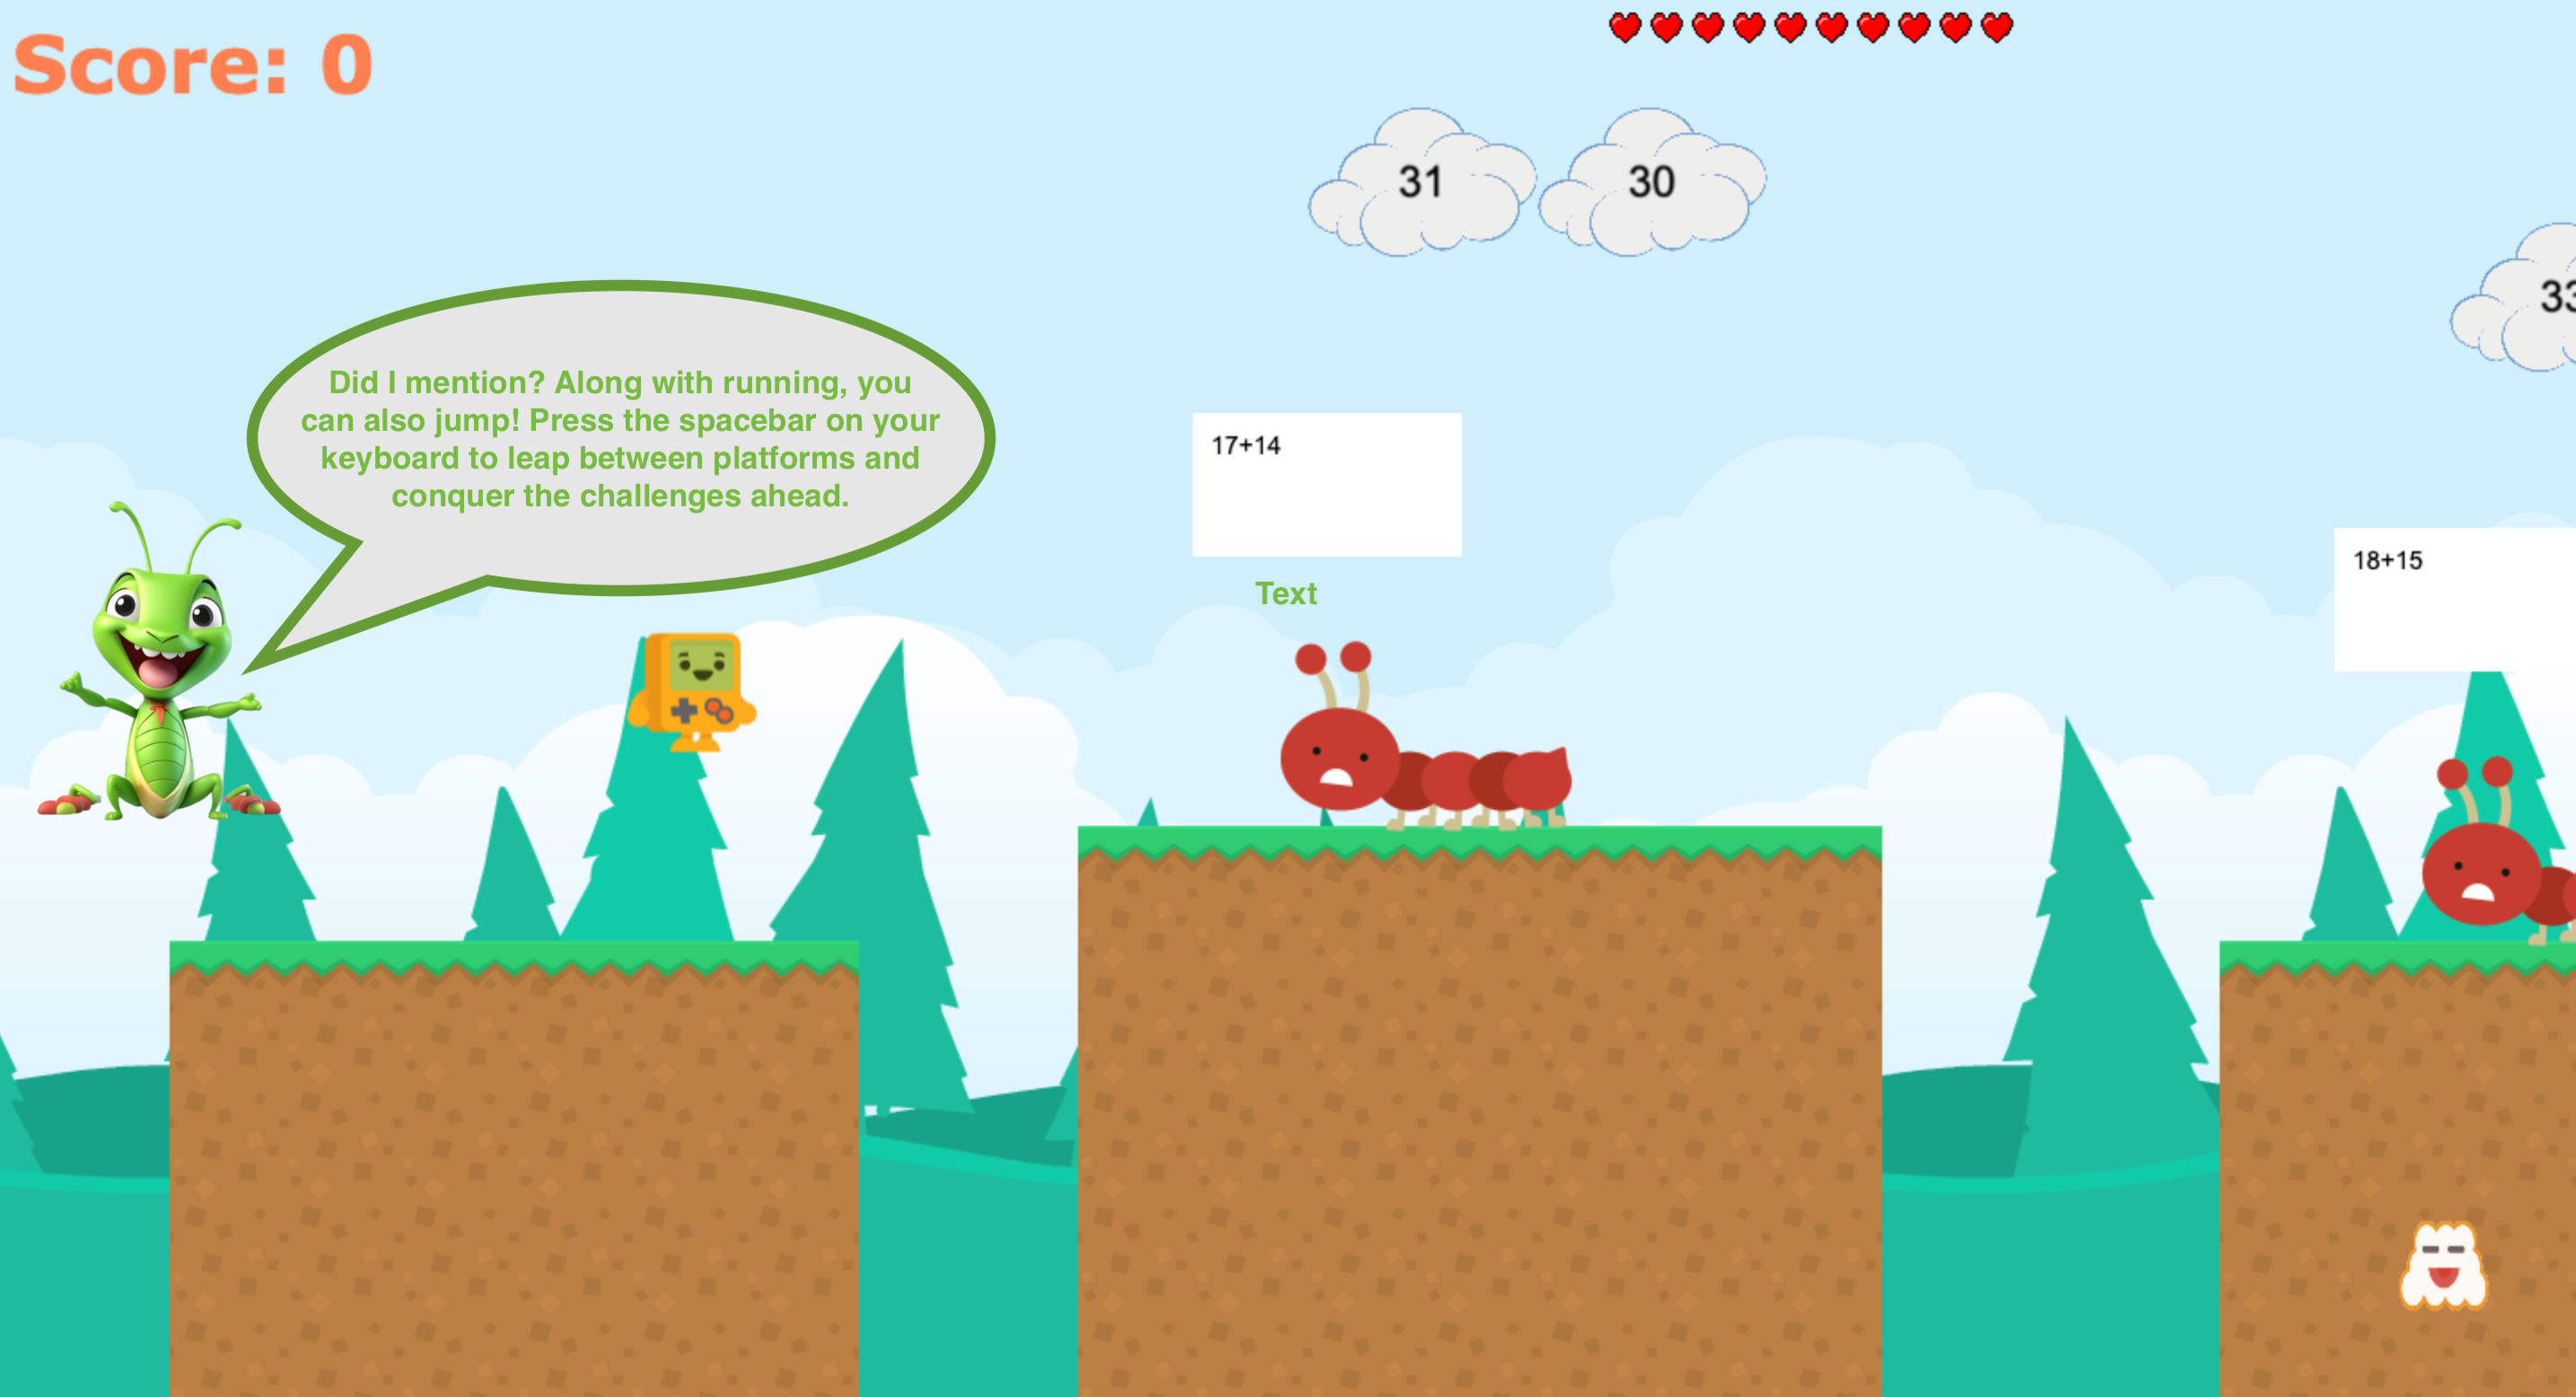 Score: 0
31
30
33
Did I mention? Along with running, you
can also jump! Press the spacebar on your
keyboard to leap between platforms and
conquer the challenges ahead.
17+14
18+15
Text